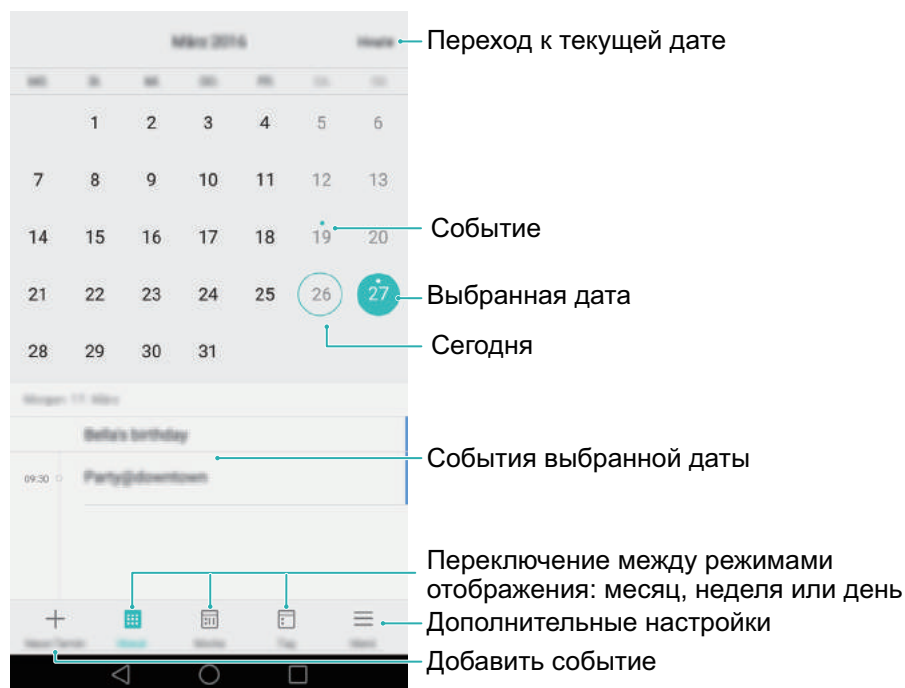 März 2016
Переход к текущей дате
1 2 3 4 5 6
7 8 9 10 11 12 13
14 15 16 17 18 19 20
Событие
21 22 23 24 25 26 27
Выбранная дата
28 29 30 31
Сегодня
Bella's birthday
События выбранной даты
09:30 Party@downtown
Переключение между режимами
отображения: месяц, неделя или день
Дополнительные настройки
Добавить событие